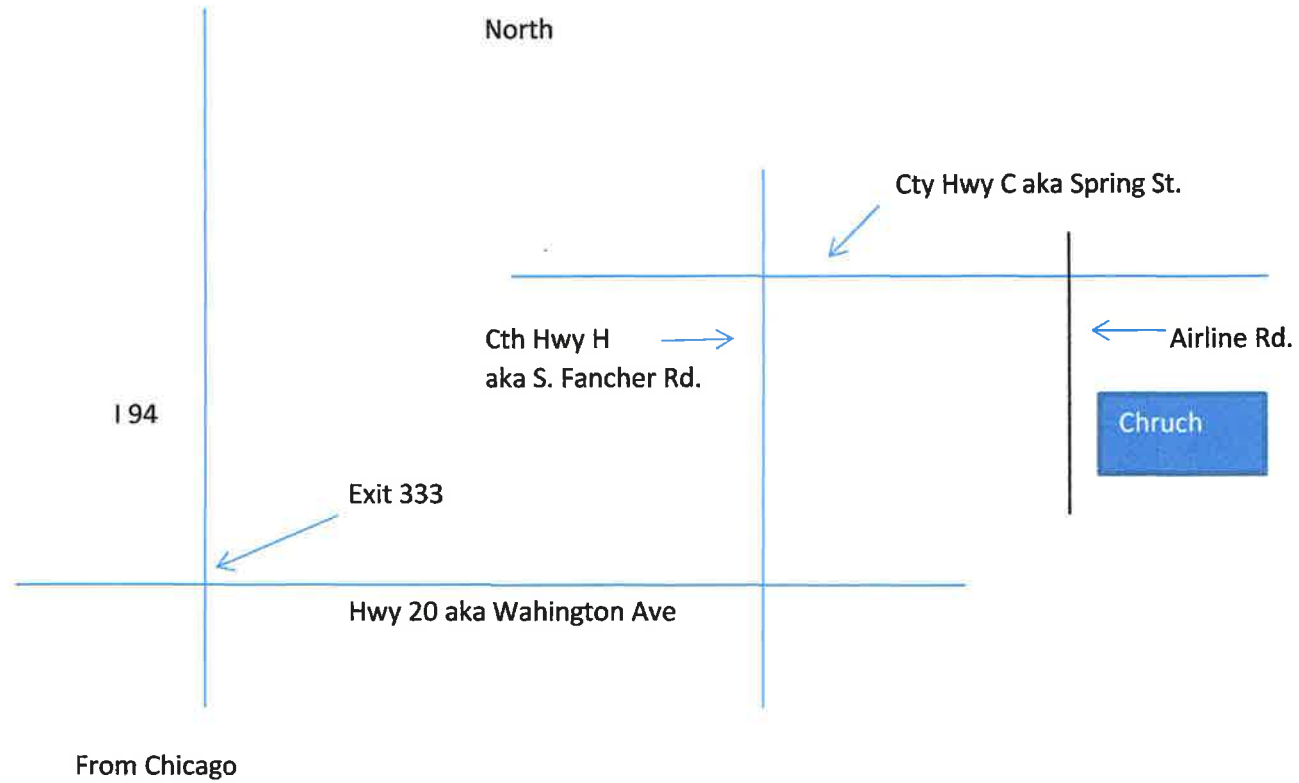 North
Cty Hwy C aka Spring St.
Cth Hwy H
aka S. Fancher Rd.
Airline Rd.
I 94
Chruch
Exit 333
Hwy 20 aka Wahington Ave
From Chicago